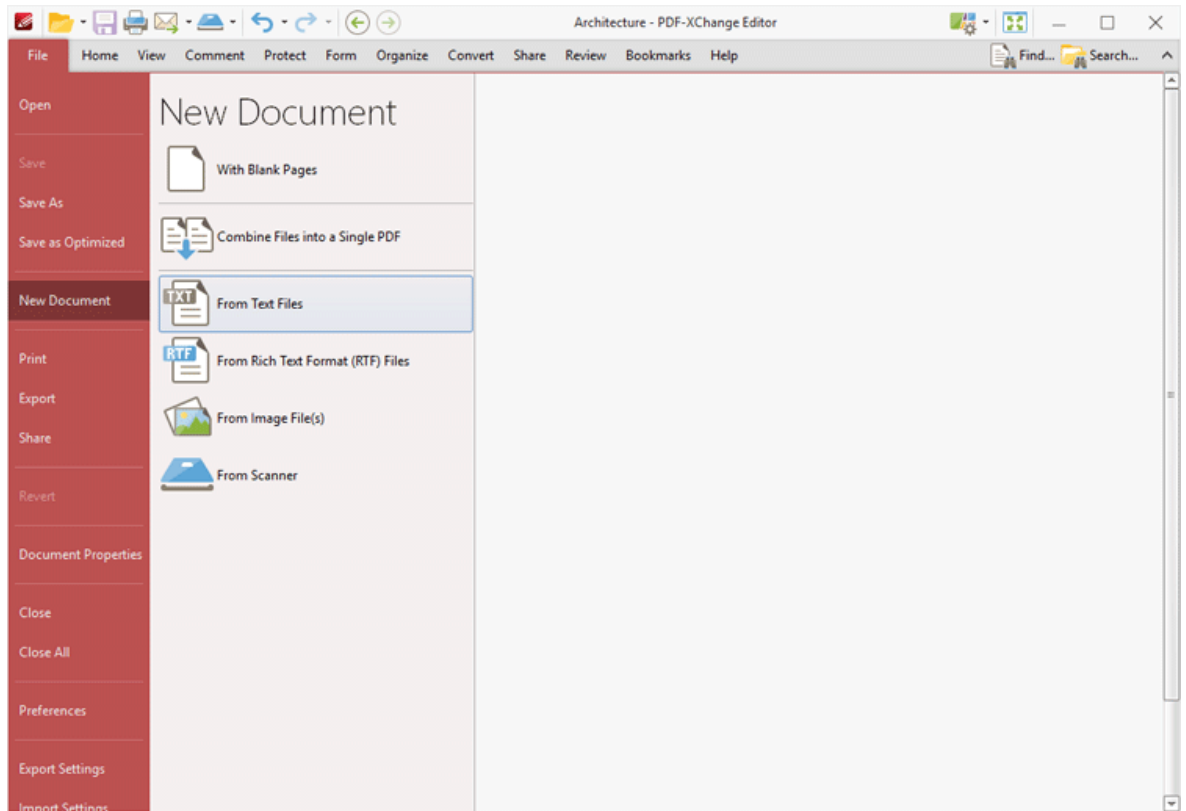 Architecture - PDF-XChange Editor
File Home View Comment Protect Form Organize Convert Share Review Bookmarks Help Find... Search...
Open
Save
Save As
Save as Optimized
New Document
Print
Export
Share
Revert
Document Properties
Close
Close All
Preferences
Export Settings
Import Settings
New Document
With Blank Pages
Combine Files into a Single PDF
TXT
From Text Files
RTF
From Rich Text Format (RTF) Files
From Image File(s)
From Scanner